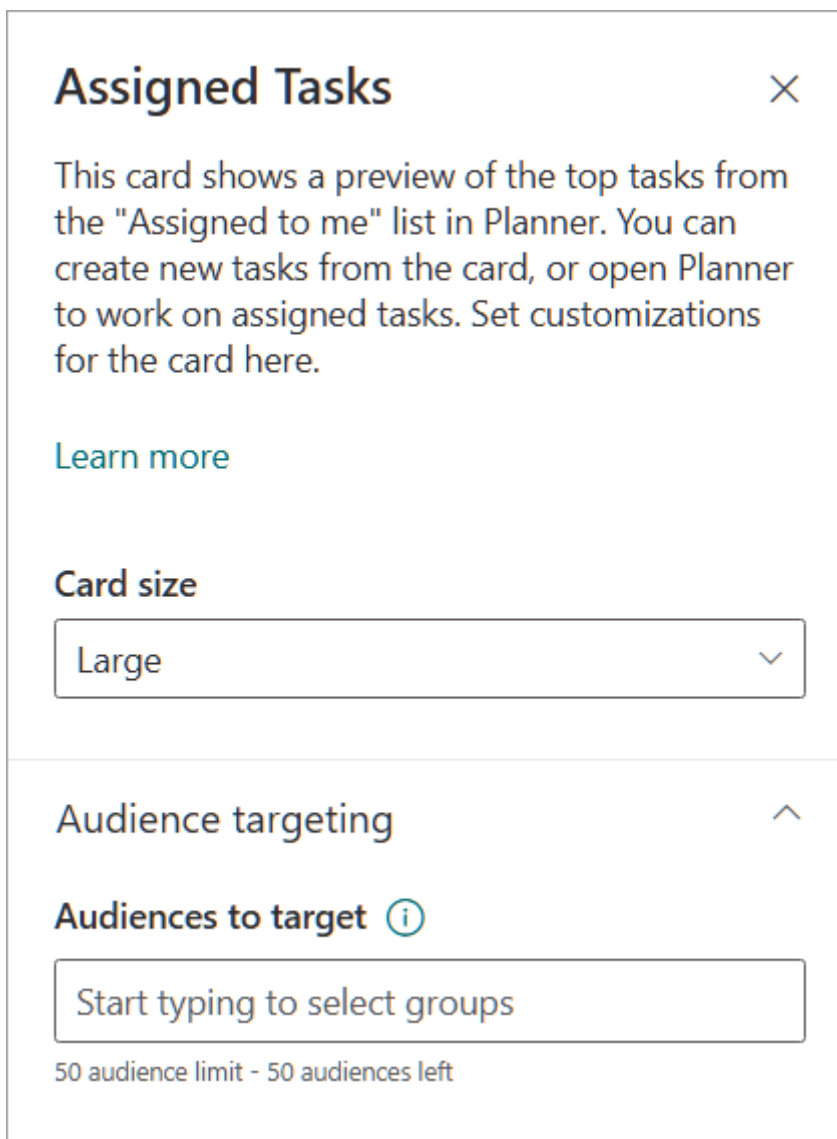 Assigned Tasks
This card shows a preview of the top tasks from
the "Assigned to me" list in Planner. You can
create new tasks from the card, or open Planner
to work on assigned tasks. Set customizations
for the card here.
Learn more
Card size
Large
Audience targeting
Audiences to target
Start typing to select groups
50 audience limit - 50 audiences left